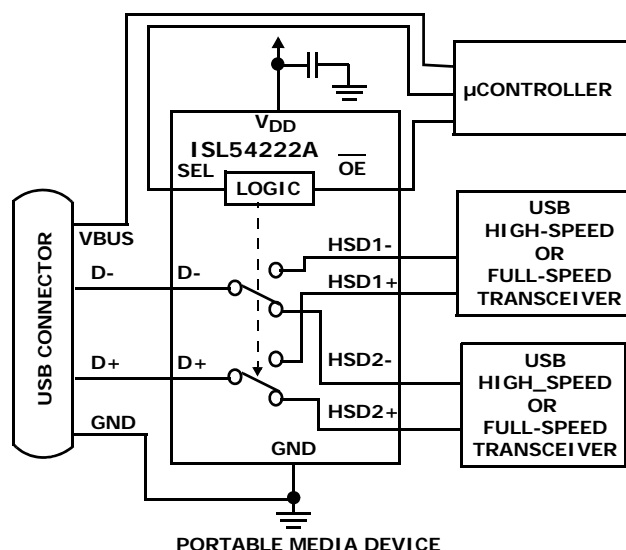 µCONTROLLER
VDD
ISL54222A
SEL
OE
LOGIC
USB CONNECTOR
VBUS
D-
D-
D+
D+
GND
HSD1-
HSD1+
HSD2-
HSD2+
GND
USB
HIGH-SPEED
OR
FULL-SPEED
TRANSCEIVER
USB
HIGH_SPEED
OR
FULL-SPEED
TRANSCEIVER
PORTABLE MEDIA DEVICE